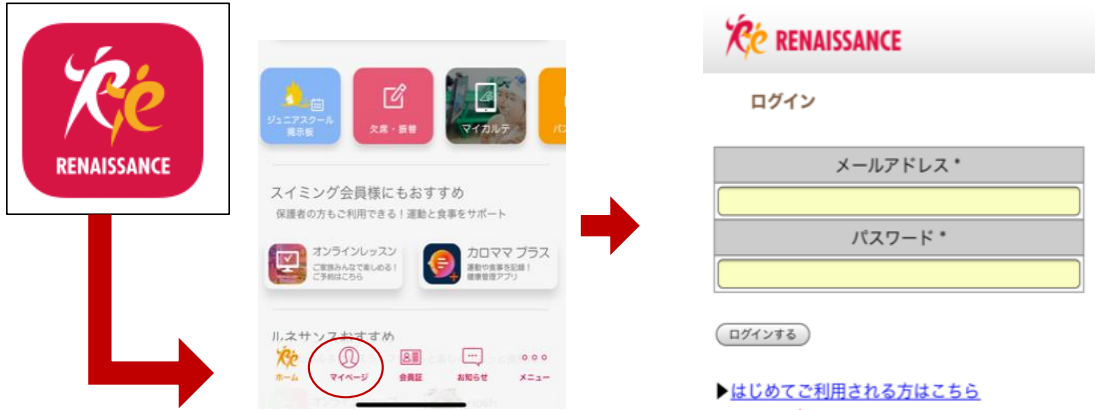 RENAISSANCE
ジュニアスクール
掲示板
欠席・振替
マイカルテ
スイミング会員様にもおすすめ
保護者の方もご利用できる！運動と食事をサポート
オンラインレッスン
ご家族みんなで楽しめる！
ご予約はこちら
カロママ プラス
運動や食事を記録！
健康管理アプリ
ルネサンスおすすめ
ホーム
マイページ
会員証
お知らせ
メニュー
RENAISSANCE
ログイン
メールアドレス *
パスワード *
ログインする
▶はじめてご利用される方はこちら